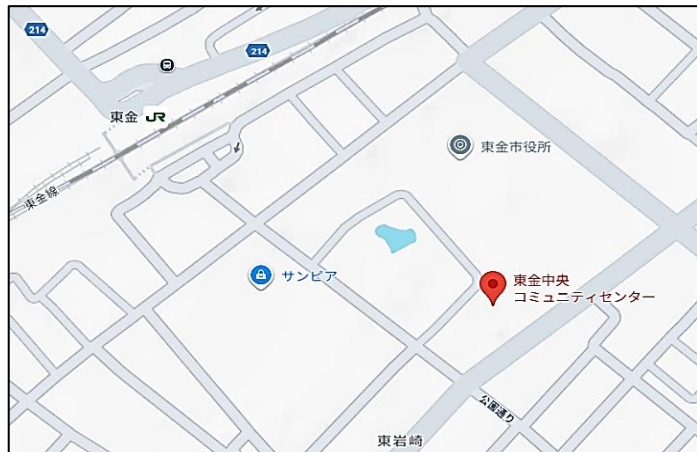 214
214
東金 JR
東金市役所
東金線
サンピア
東金中央
コミュニティセンター
公園通り
東岩崎